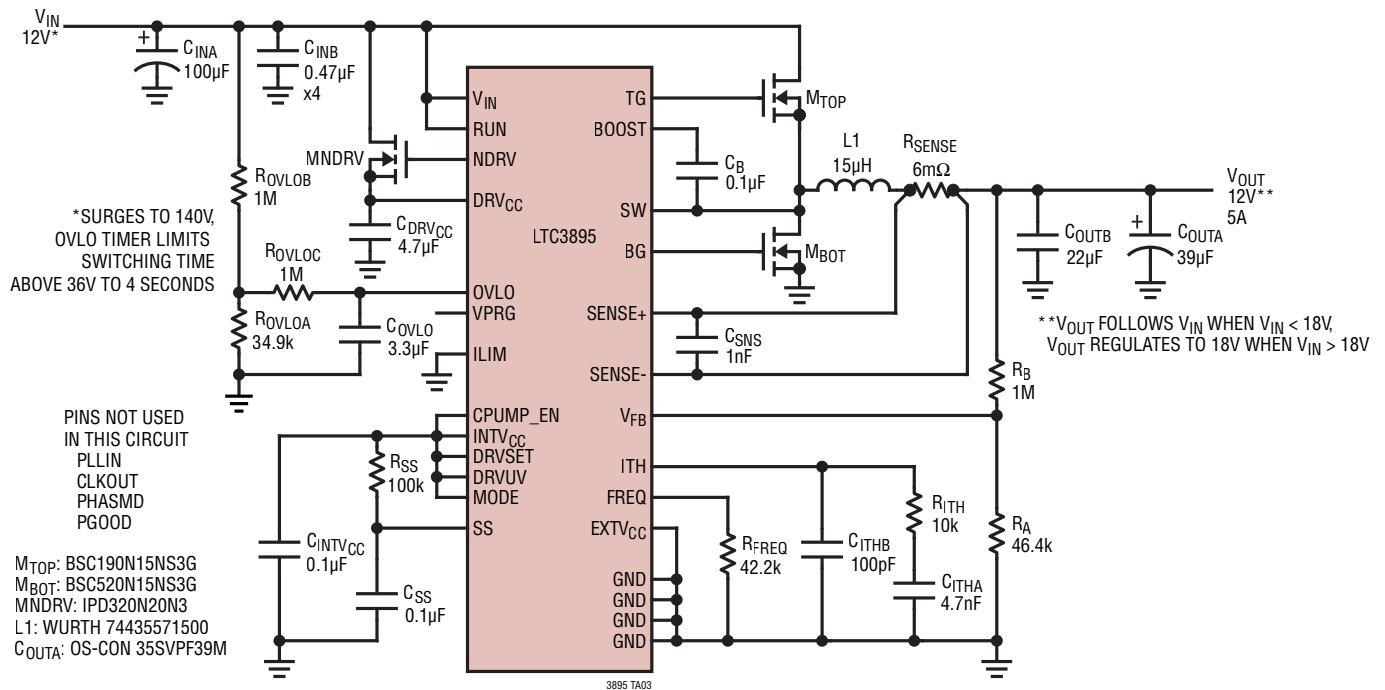 VIN
12V*
CINA
100µF
CINB
0.47µF
x4
MNDRV
ROVLOB
1M
*SURGES TO 140V,
OVLO TIMER LIMITS
SWITCHING TIME
ABOVE 36V TO 4 SECONDS
CDRVCC
4.7µF
ROVLOC
1M
ROVLOA
34.9k
COVLO
3.3µF
PINS NOT USED
IN THIS CIRCUIT
PLLIN
CLKOUT
PHASMD
PGOOD
RSS
100k
CINTVCC
0.1µF
CSS
0.1µF
MTOP: BSC190N15NS3G
MBOT: BSC520N15NS3G
MNDRV: IPD320N20N3
L1: WURTH 74435571500
COUTA: OS-CON 35SVPF39M
LTC3895
VIN
RUN
NDRV
DRVCC
OVLO
VPRG
ILIM
CPUMP_EN
INTVCC
DRVSET
DRVUV
MODE
SS
TG
BOOST
SW
BG
SENSE+
SENSE-
VFB
ITH
FREQ
EXTVCC
GND
GND
GND
GND
MTOP
CB
0.1µF
L1
15µH
RSENSE
6mΩ
MBOT
CSNS
1nF
VOUT
12V**
5A
COUTB
22µF
+
COUTA
39µF
+
**VOUT FOLLOWS VIN WHEN VIN < 18V,
VOUT REGULATES TO 18V WHEN VIN > 18V
RB
1M
RA
46.4k
RITH
10k
RFREQ
42.2k
CITHB
100pF
CITHA
4.7nF
3895 TA03